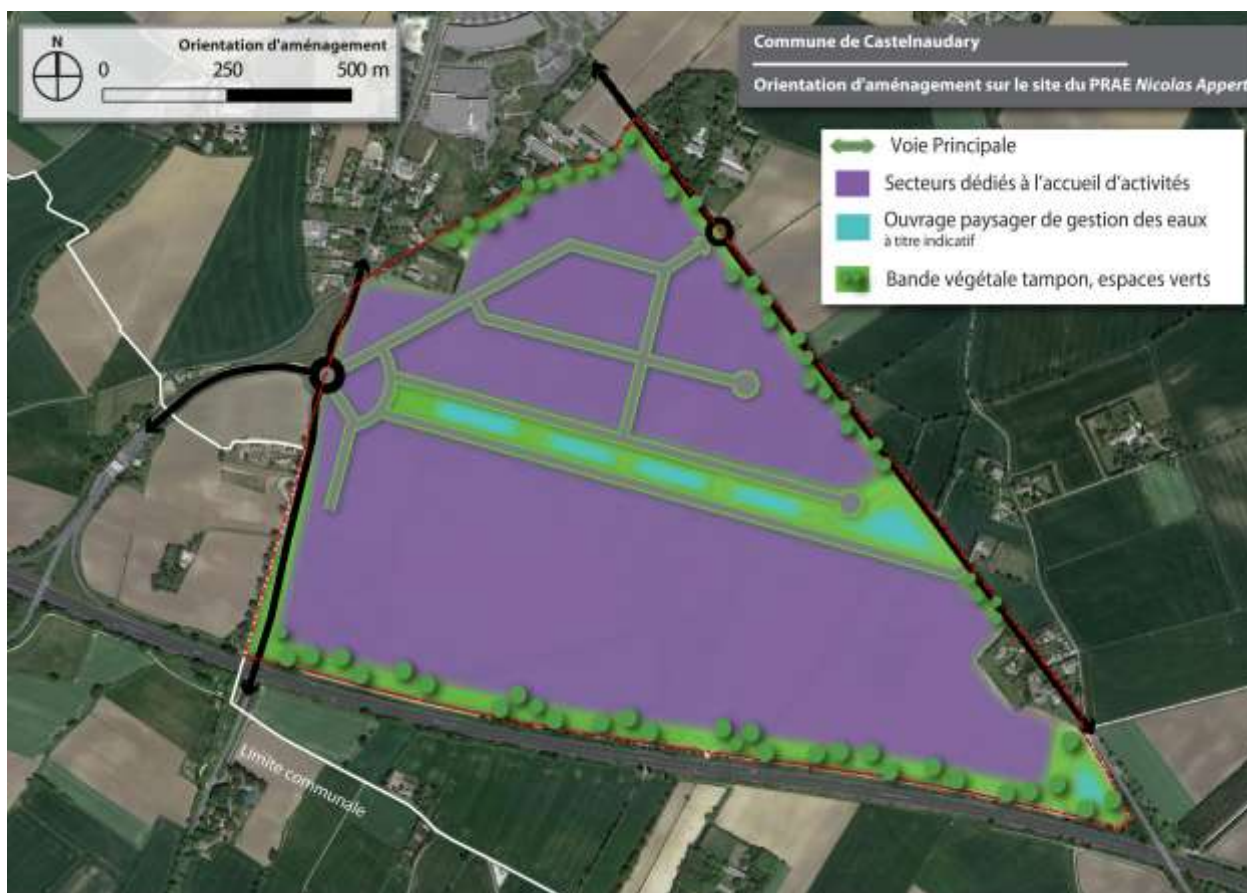 N
Orientation d'aménagement
0 250 500 m
Commune de Castelnaudary
Orientation d'aménagement sur le site du PRAE Nicolas Appert
Voie Principale
Secteurs dédiés à l'accueil d'activités
Ouvrage paysager de gestion des eaux
à titre indicatif
Bande végétale tampon, espaces verts
Limite communale